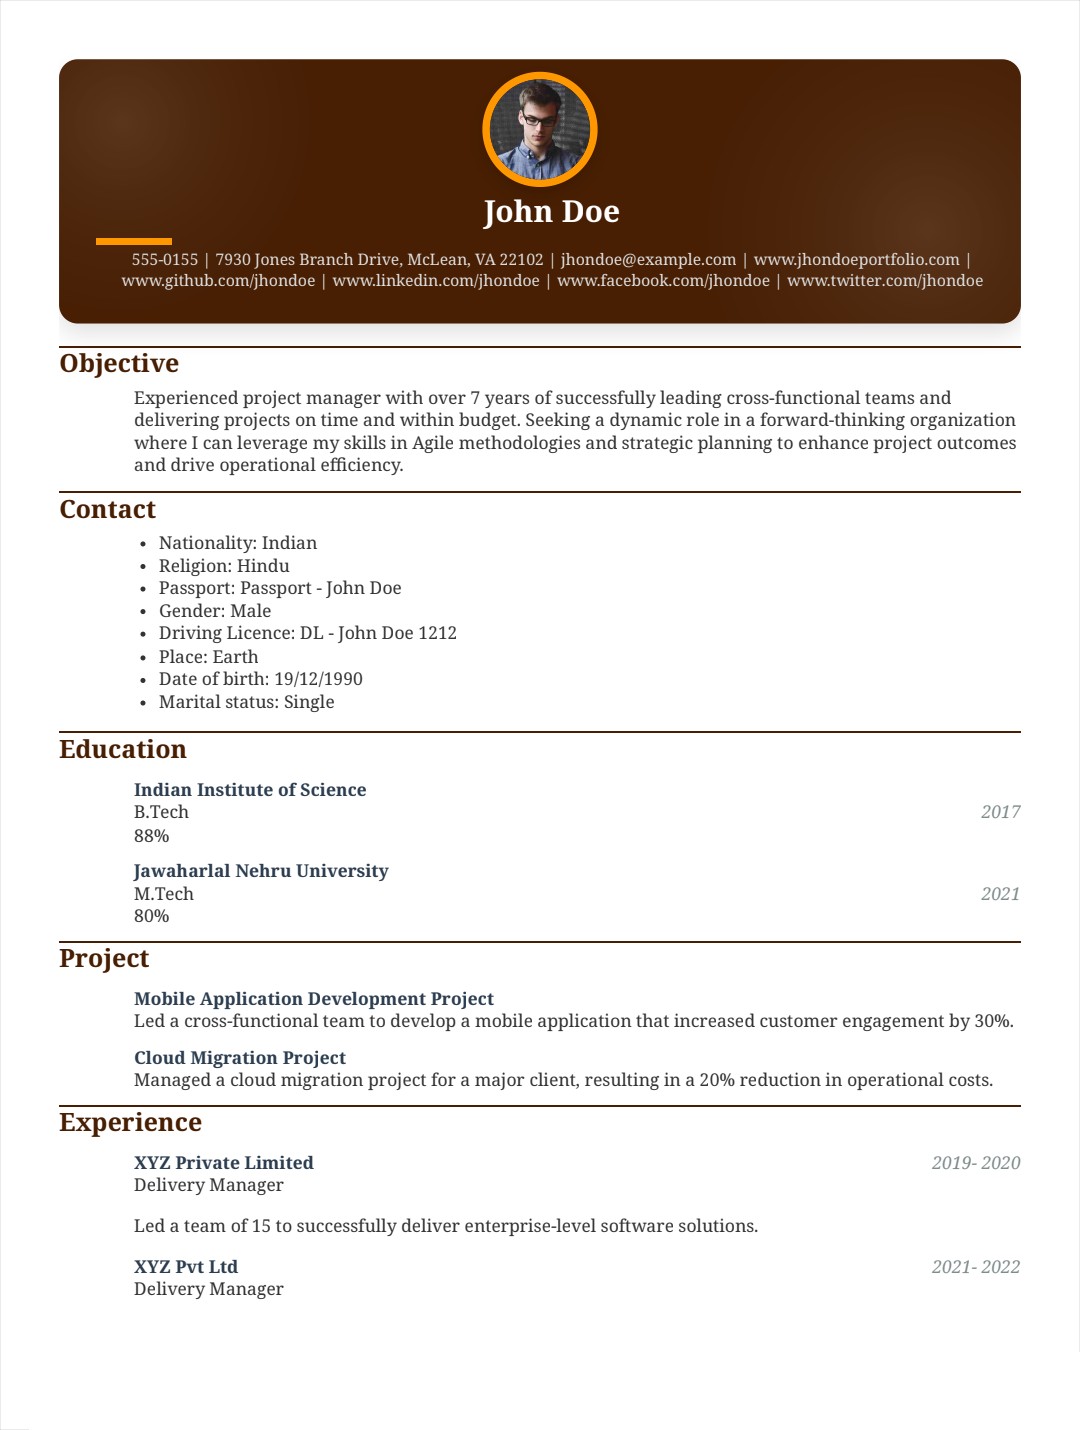 John Doe
555-0155 | 7930 Jones Branch Drive, McLean, VA 22102 | jhondoe@example.com | www.jhondoeportfolio.com |
www.github.com/jhondoe | www.linkedin.com/jhondoe | www.facebook.com/jhondoe | www.twitter.com/jhondoe
Objective
Experienced project manager with over 7 years of successfully leading cross-functional teams and
delivering projects on time and within budget. Seeking a dynamic role in a forward-thinking organization
where I can leverage my skills in Agile methodologies and strategic planning to enhance project outcomes
and drive operational efficiency.
Contact
• Nationality: Indian
• Religion: Hindu
• Passport: Passport - John Doe
• Gender: Male
• Driving Licence: DL - John Doe 1212
• Place: Earth
• Date of birth: 19/12/1990
• Marital status: Single
Education
Indian Institute of Science
B.Tech 2017
88%
Jawaharlal Nehru University
M.Tech 2021
80%
Project
Mobile Application Development Project
Led a cross-functional team to develop a mobile application that increased customer engagement by 30%.
Cloud Migration Project
Managed a cloud migration project for a major client, resulting in a 20% reduction in operational costs.
Experience
XYZ Private Limited 2019- 2020
Delivery Manager
Led a team of 15 to successfully deliver enterprise-level software solutions.
XYZ Pvt Ltd 2021- 2022
Delivery Manager